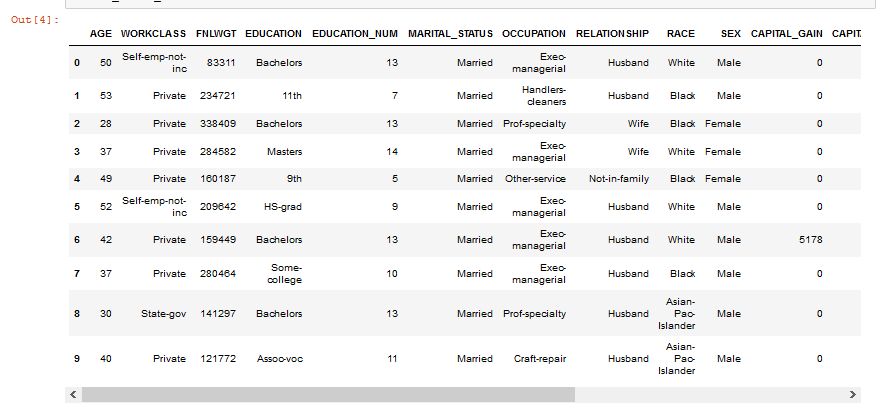 Out[4]:
AGE WORKCLASS FNLWGT EDUCATION EDUCATION_NUM MARITAL_STATUS OCCUPATION RELATIONSHIP RACE SEX CAPITAL_GAIN CAPIT
0 50 Self-emp-not-inc 83311 Bachelors 13 Married Exec-managerial Husband White Male 0
1 53 Private 234721 11th 7 Married Handlers-cleaners Husband Black Male 0
2 28 Private 338409 Bachelors 13 Married Prof-specialty Wife Black Female 0
3 37 Private 284582 Masters 14 Married Exec-managerial Wife White Female 0
4 49 Private 160187 9th 5 Married Other-service Not-in-family Black Female 0
5 52 Self-emp-not-inc 209642 HS-grad 9 Married Exec-managerial Husband White Male 0
6 42 Private 159449 Bachelors 13 Married Exec-managerial Husband White Male 5178
7 37 Private 280464 Some-college 10 Married Exec-managerial Husband Black Male 0
8 30 State-gov 141297 Bachelors 13 Married Prof-specialty Husband Asian-Pac-Islander Male 0
9 40 Private 121772 Assoc-voc 11 Married Craft-repair Husband Asian-Pac-Islander Male 0